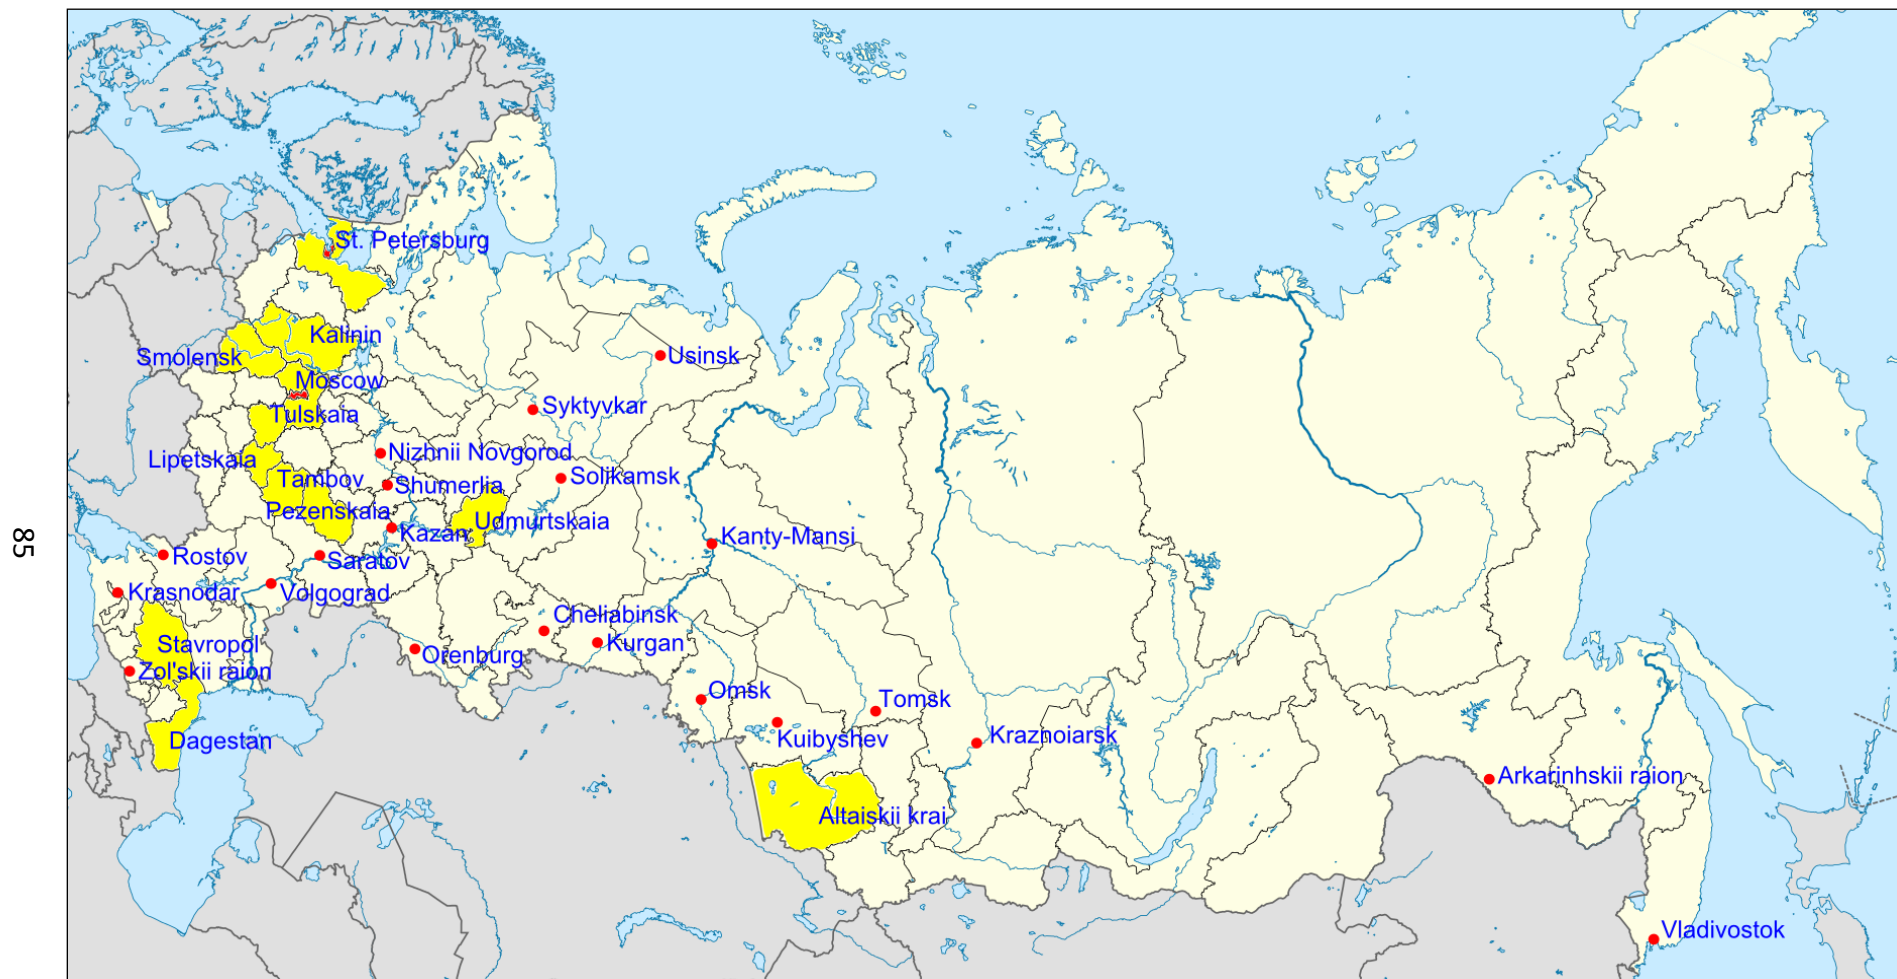 St. Petersburg
Kalinin
Smolensk
Usinsk
Moscow
Syktyvkar
Tulskaia
Nizhnii Novgorod
Lipetskaia
Solikamsk
Tambov
Shumerlia
Pezenskaia
Udmurtskaia
Kazan
Kanty-Mansi
85
Rostov
Saratov
Krasnodar
Volgograd
Cheliabinsk
Kurgan
Stavropol'
Orenburg
Zol'skii raion
Omsk
Tomsk
Kuibyshev
Kraznoiarsk
Dagestan
Arkarinhskii raion
Altaiskii krai
Vladivostok